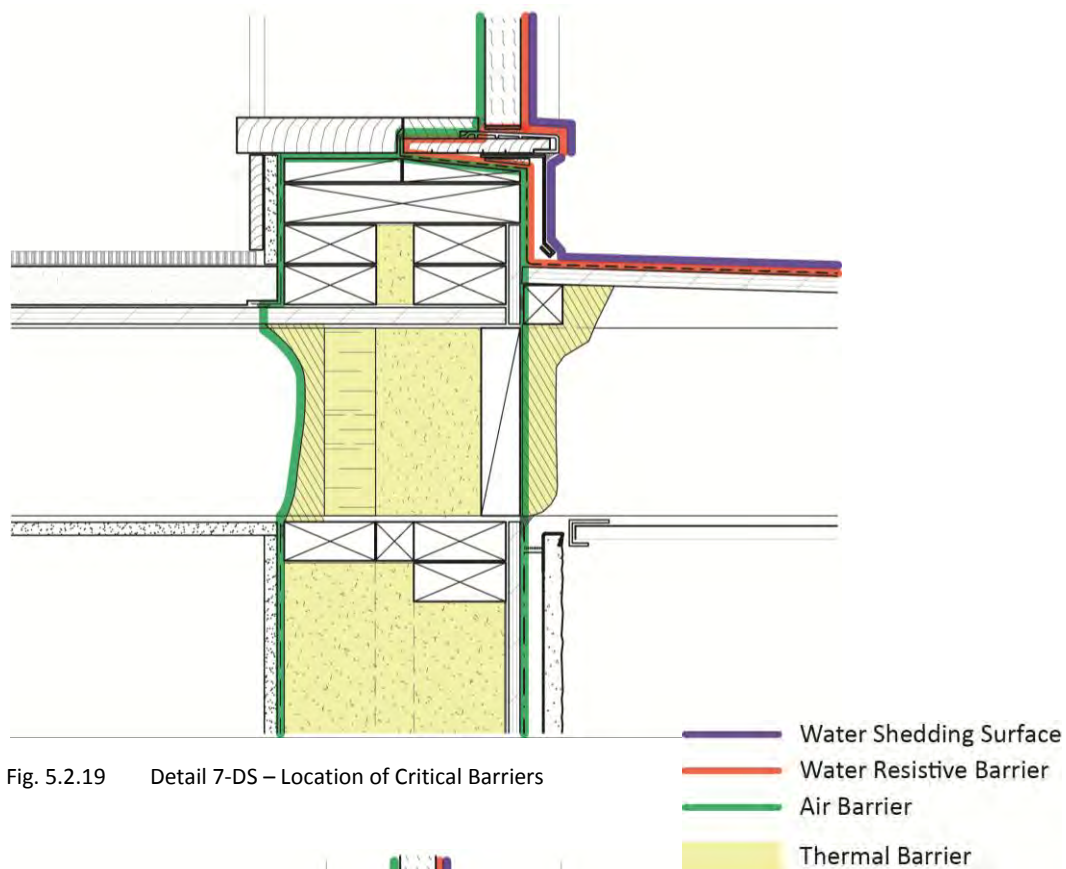 Fig. 5.2.19 Detail 7-DS – Location of Critical Barriers
Water Shedding Surface
Water Resistive Barrier
Air Barrier
Thermal Barrier